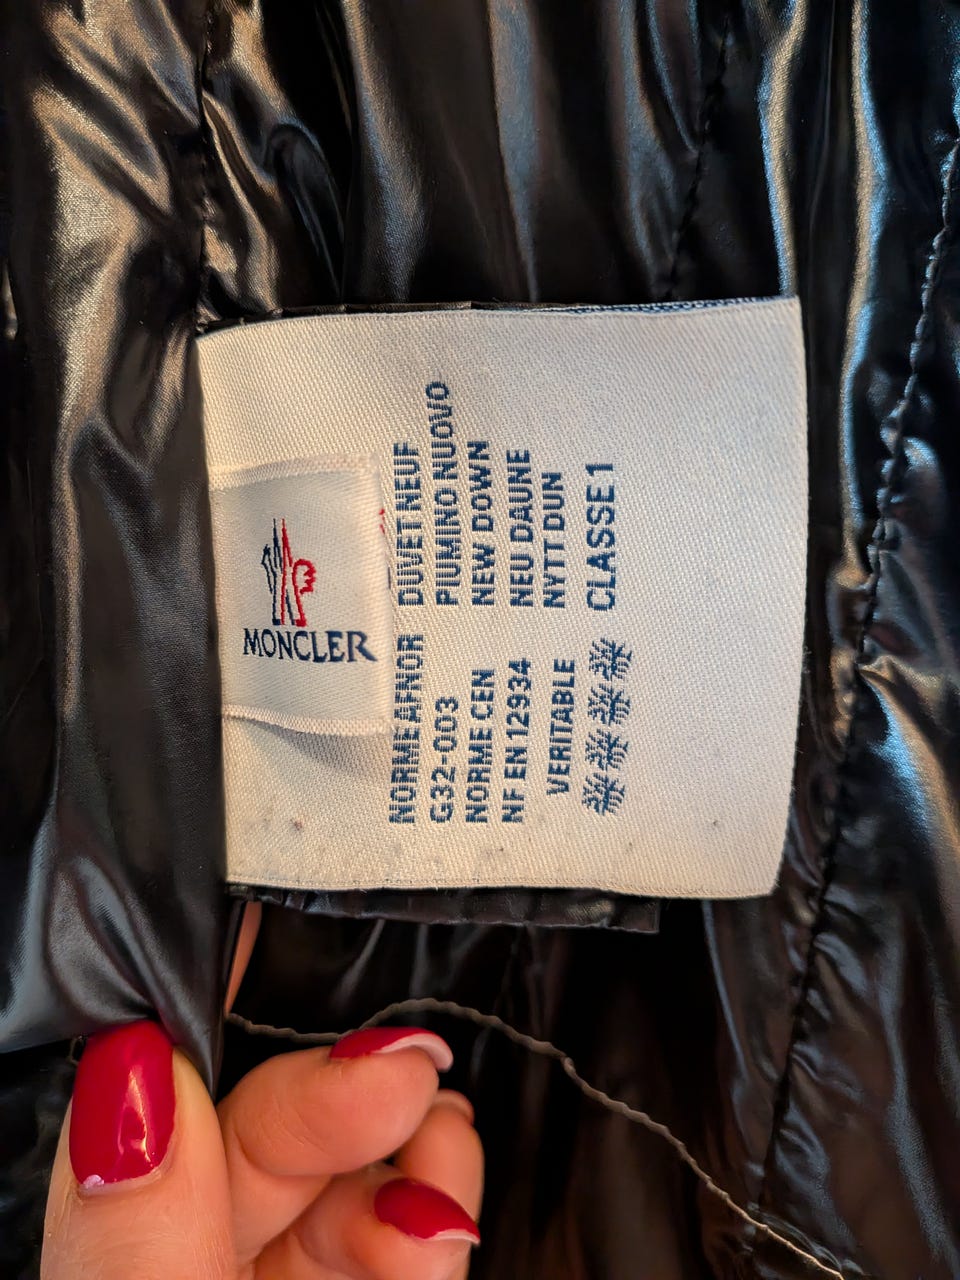 MONCLER
NORME AFNOR DUVET NEUF
G32-003 PIUMINO NUOVO
NORME CEN NEW DOWN
NF EN 12934 NEU DAUNE
NYT DUN
VERITABLE
CLASSE 1